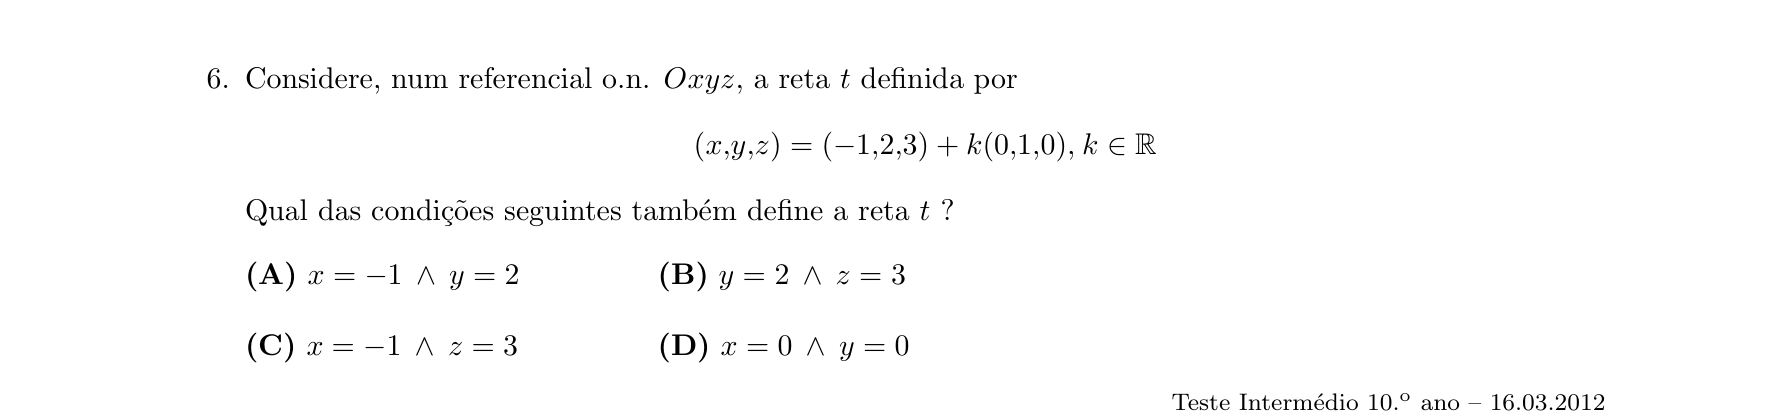 6. Considere, num referencial o.n. Oxyz, a reta t definida por
(x,y,z) = (−1,2,3) + k(0,1,0), k ∈ ℝ
Qual das condições seguintes também define a reta t ?
(A) x = −1 ∧ y = 2 (B) y = 2 ∧ z = 3
(C) x = −1 ∧ z = 3 (D) x = 0 ∧ y = 0
Teste Intermédio 10.º ano – 16.03.2012